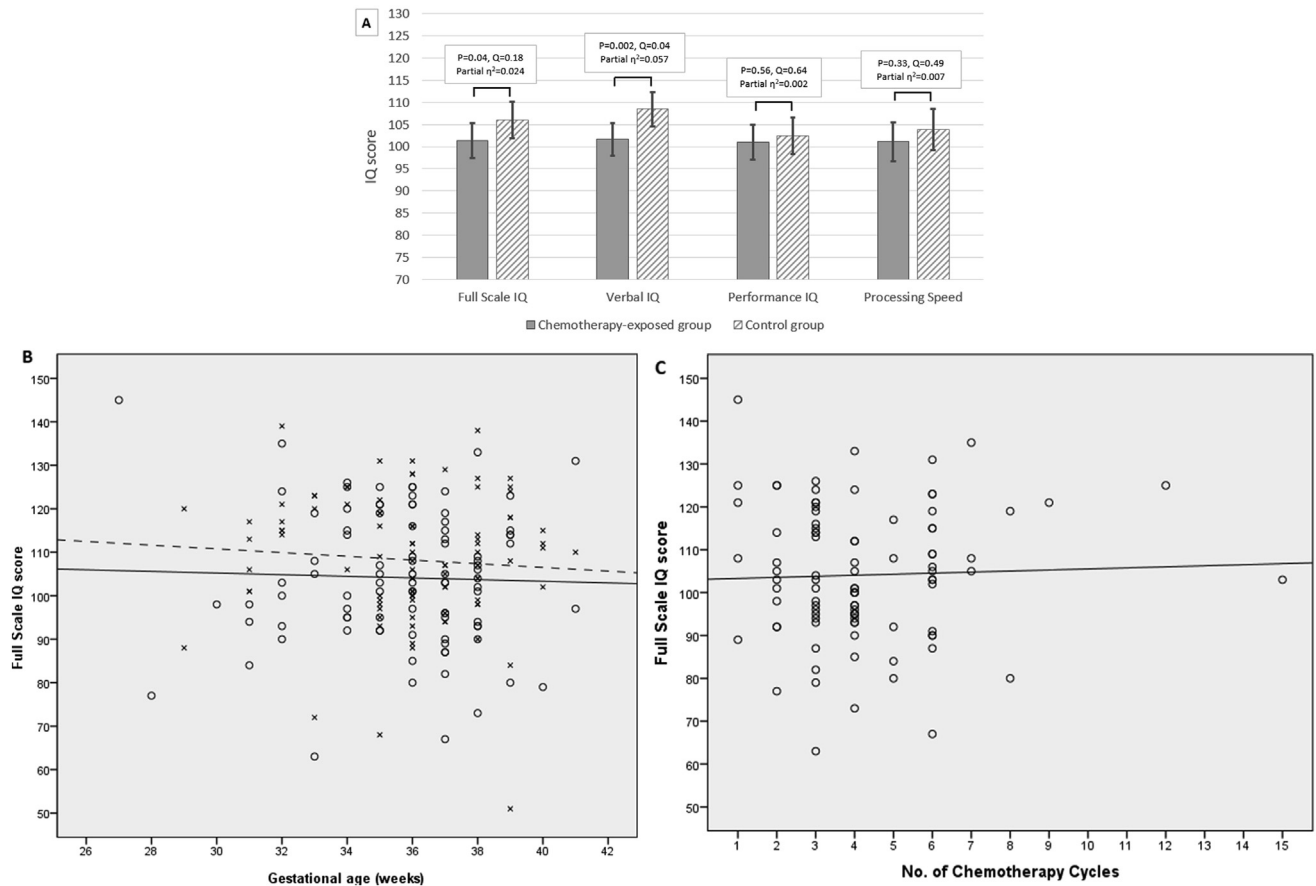 A
130
125
120
115
110
105
100
95
90
85
80
75
70
IQ score
P=0.04, Q=0.18
Partial η²=0.024
P=0.002, Q=0.04
Partial η²=0.057
P=0.56, Q=0.64
Partial η²=0.002
P=0.33, Q=0.49
Partial η²=0.007
Full Scale IQ
Verbal IQ
Performance IQ
Processing Speed
Chemotherapy-exposed group
Control group
B
150
140
130
120
110
100
90
80
70
60
50
Full Scale IQ score
26 28 30 32 34 36 38 40 42
Gestational age (weeks)
C
150
140
130
120
110
100
90
80
70
60
50
Full Scale IQ score
1 2 3 4 5 6 7 8 9 10 11 12 13 14 15
No. of Chemotherapy Cycles